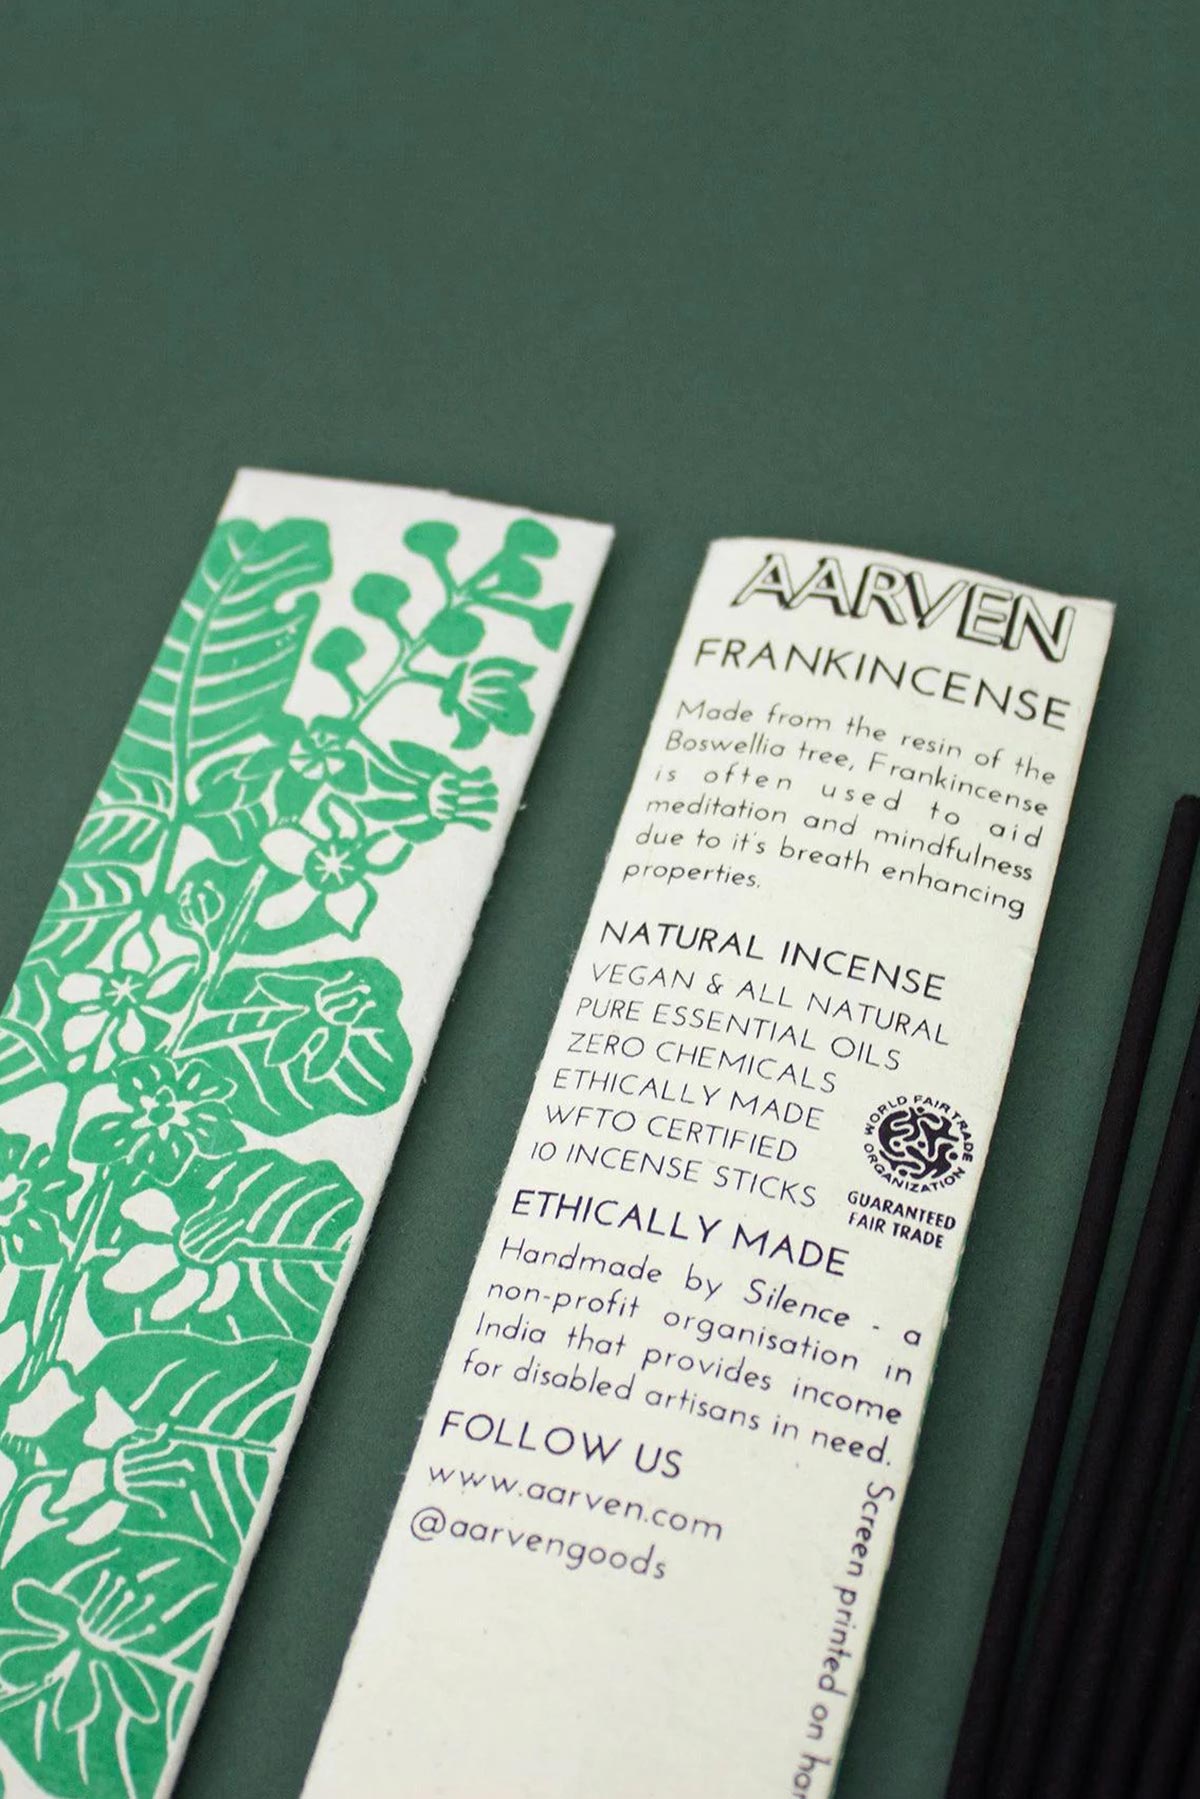 AARVEN
FRANKINCENSE
Made from the resin of the
Boswellia tree, Frankincense
is often used to aid
meditation and mindfulness
due to it's breath enhancing
properties.
NATURAL INCENSE
VEGAN & ALL NATURAL
PURE ESSENTIAL OILS
ZERO CHEMICALS
ETHICALLY MADE
WFTO CERTIFIED
10 INCENSE STICKS
WORLD FAIR TRADE
ORGANIZATION
GUARANTEED
FAIR TRADE
ETHICALLY MADE
Handmade by Silence - a
non-profit organisation in
India that provides income
for disabled artisans in need.
FOLLOW US
www.aarven.com
@aarvengoods
Screen printed on